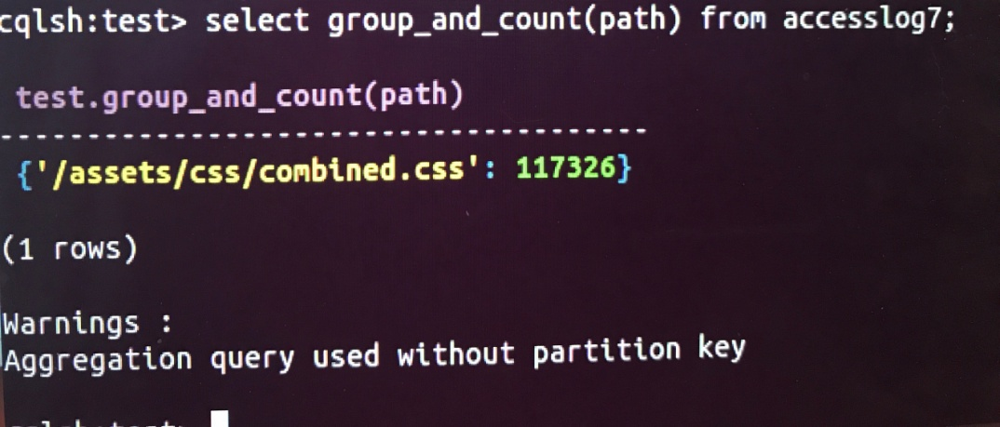 cqlsh:test> select group_and_count(path) from accesslog7;
test.group_and_count(path)
---------------------------------------
{'/assets/css/combined.css': 117326}
(1 rows)
Warnings :
Aggregation query used without partition key